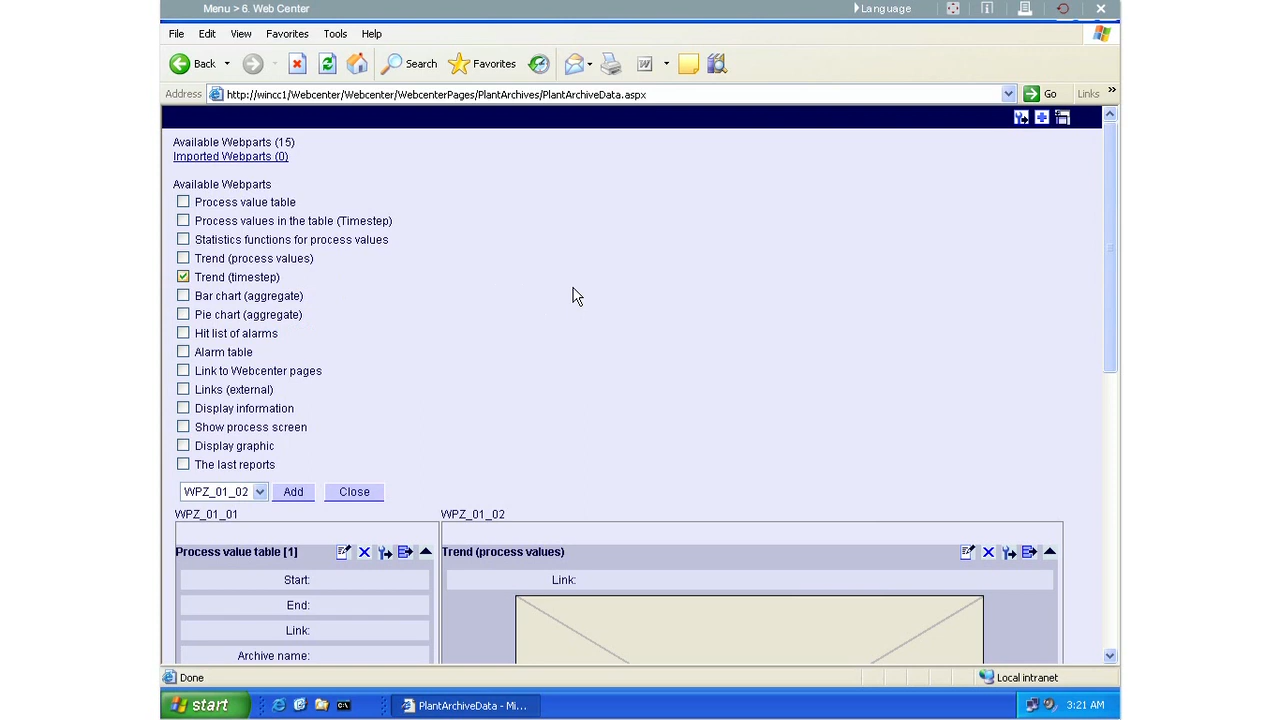 Menu > 6. Web Center
Language
File Edit View Favorites Tools Help
Back Search Favorites
Address http://wincc1/Webcenter/Webcenter/WebcenterPages/PlantArchives/PlantArchiveData.aspx Go Links »
Available Webparts (15)
Imported Webparts (0)
Available Webparts
Process value table
Process values in the table (Timestep)
Statistics functions for process values
Trend (process values)
Trend (timestep)
Bar chart (aggregate)
Pie chart (aggregate)
Hit list of alarms
Alarm table
Link to Webcenter pages
Links (external)
Display information
Show process screen
Display graphic
The last reports
WPZ_01_02 Add Close
WPZ_01_01 WPZ_01_02
Process value table [1] Trend (process values)
Start: Link:
End:
Link:
Archive name:
Done Local intranet
start PlantArchiveData - Mi... 3:21 AM